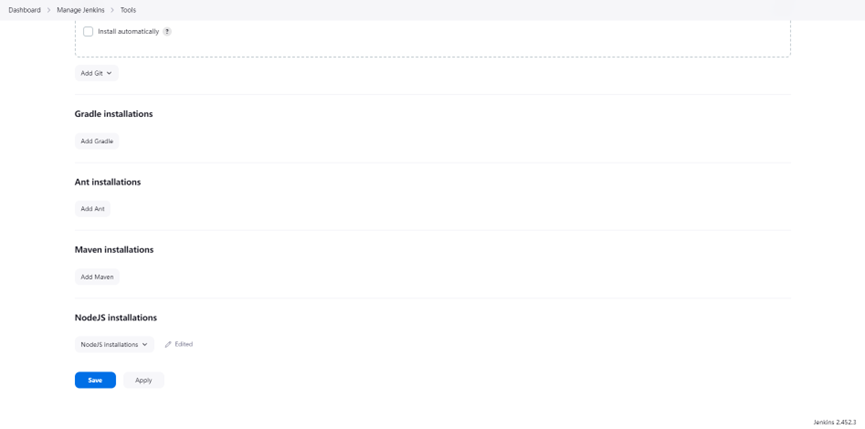 Dashboard > Manage Jenkins > Tools
Install automatically ?
Add Git
Gradle installations
Add Gradle
Ant installations
Add Ant
Maven installations
Add Maven
NodeJS installations
NodeJS installations Edited
Save Apply
Jenkins 2.452.3